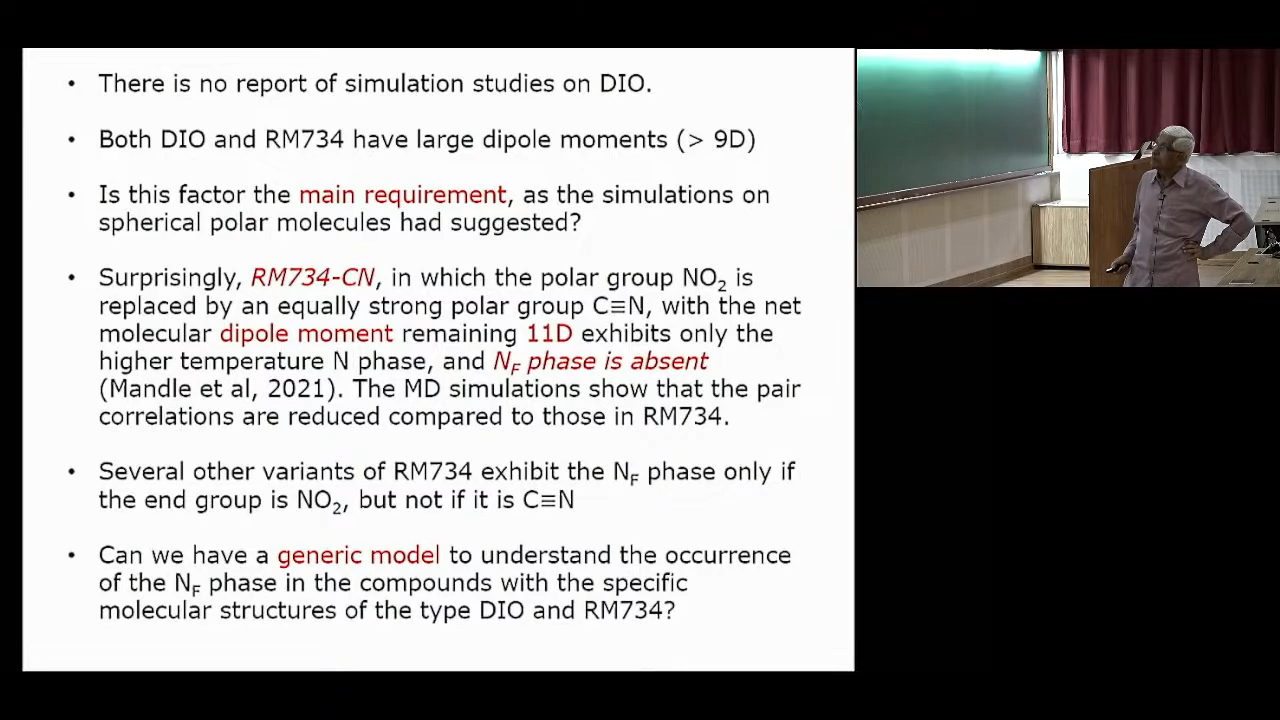 • There is no report of simulation studies on DIO.
• Both DIO and RM734 have large dipole moments (> 9D)
• Is this factor the main requirement, as the simulations on
spherical polar molecules had suggested?
• Surprisingly, RM734-CN, in which the polar group NO₂ is
replaced by an equally strong polar group C≡N, with the net
molecular dipole moment remaining 11D exhibits only the
higher temperature N phase, and N_F phase is absent
(Mandle et al, 2021). The MD simulations show that the pair
correlations are reduced compared to those in RM734.
• Several other variants of RM734 exhibit the N_F phase only if
the end group is NO₂, but not if it is C≡N
• Can we have a generic model to understand the occurrence
of the N_F phase in the compounds with the specific
molecular structures of the type DIO and RM734?